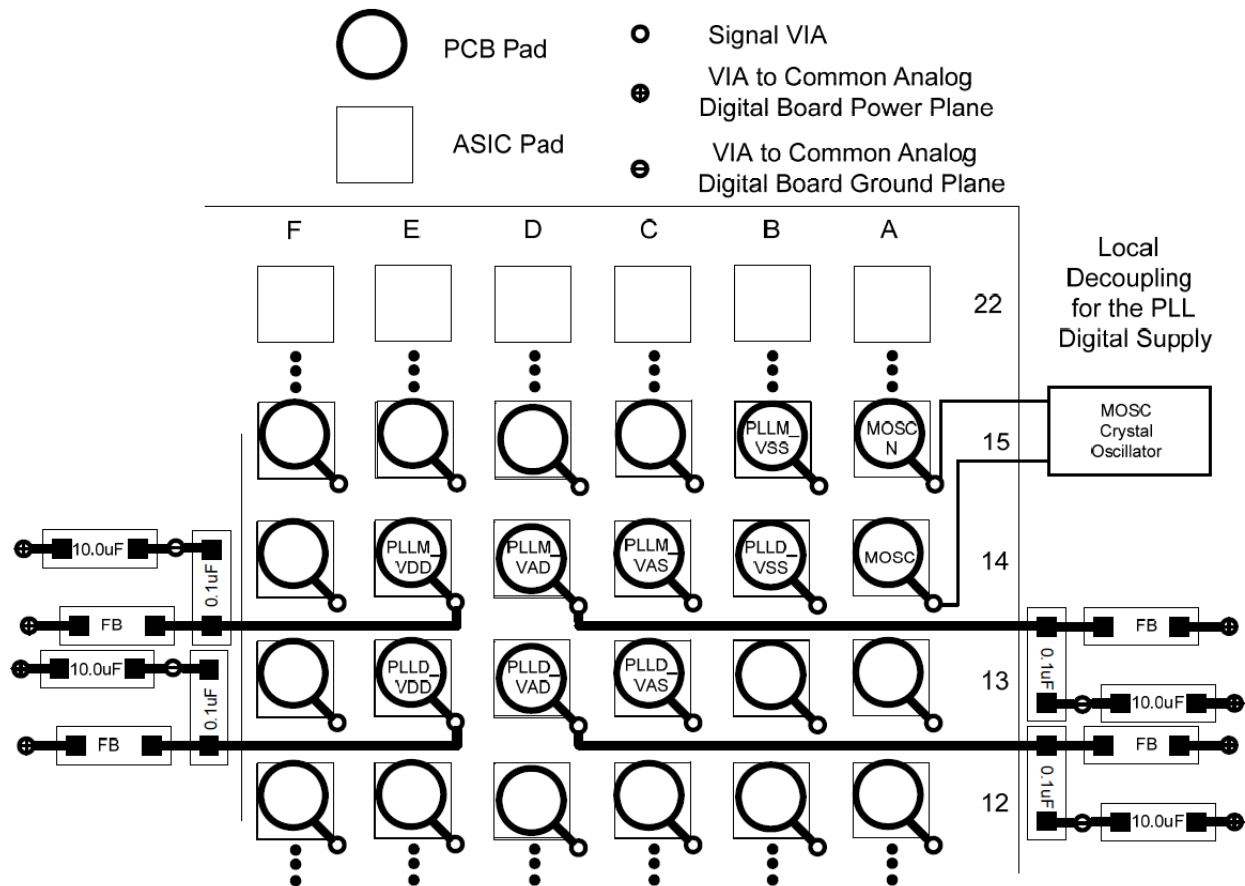 PCB Pad
Signal VIA
VIA to Common Analog
Digital Board Power Plane
ASIC Pad
VIA to Common Analog
Digital Board Ground Plane
F E D C B A
Local
Decoupling
for the PLL
Digital Supply
22
PLLM_
VSS
MOSC
N
15
MOSC
Crystal
Oscillator
10.0uF
0.1uF
PLLM_
VDD
PLLM_
VAD
PLLM_
VAS
PLLD_
VSS
MOSC
14
FB
FB
10.0uF
0.1uF
PLLD_
VDD
PLLD_
VAD
PLLD_
VAS
13
0.1uF
10.0uF
FB
FB
12
0.1uF
10.0uF